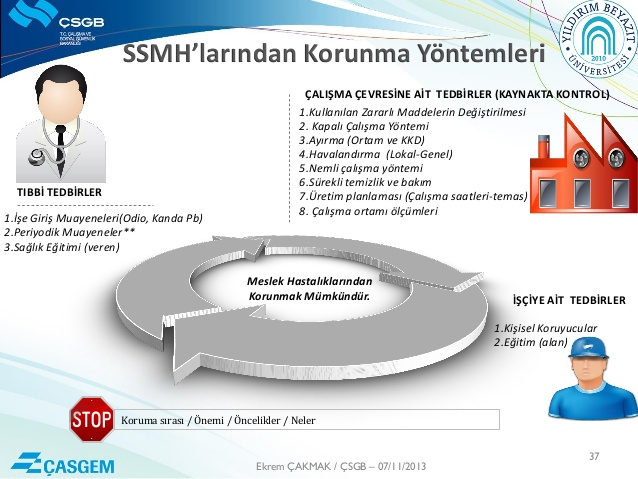 ÇSGB
T.C. ÇALIŞMA VE
SOSYAL GÜVENLİK
BAKANLIĞI
SSMH’larından Korunma Yöntemleri
YILDIRIM BEYAZIT
ÜNİVERSİTESİ
2010
ÇALIŞMA ÇEVRESİNE AİT TEDBİRLER (KAYNAKTA KONTROL)
1.Kullanılan Zararlı Maddelerin Değiştirilmesi
2. Kapalı Çalışma Yöntemi
3.Ayırma (Ortam ve KKD)
4.Havalandırma (Lokal-Genel)
5.Nemli çalışma yöntemi
6.Sürekli temizlik ve bakım
7.Üretim planlaması (Çalışma saatleri-temas)
8. Çalışma ortamı ölçümleri
TIBBİ TEDBİRLER
1.İşe Giriş Muayeneleri(Odio, Kanda Pb)
2.Periyodik Muayeneler**
3.Sağlık Eğitimi (veren)
Meslek Hastalıklarından
Korunmak Mümkündür.
İŞÇİYE AİT TEDBİRLER
1.Kişisel Koruyucular
2.Eğitim (alan)
STOP
Koruma sırası / Önemi / Öncelikler / Neler
ÇASGEM
Ekrem ÇAKMAK / ÇSGB – 07/11/2013
37